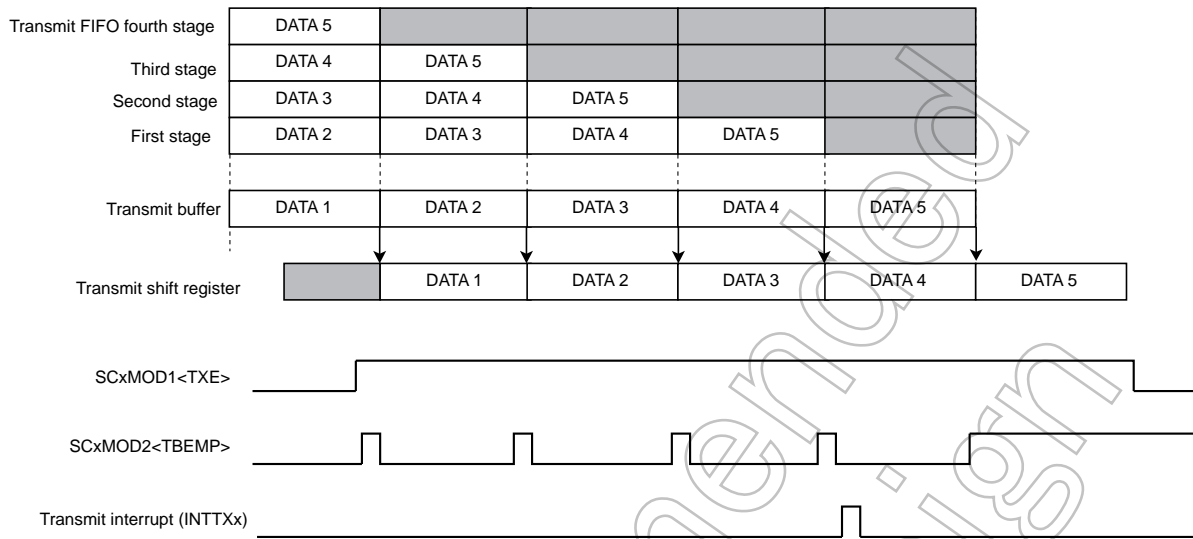 Transmit FIFO fourth stage DATA 5
Third stage DATA 4 DATA 5
Second stage DATA 3 DATA 4 DATA 5
First stage DATA 2 DATA 3 DATA 4 DATA 5
Transmit buffer DATA 1 DATA 2 DATA 3 DATA 4 DATA 5
Transmit shift register DATA 1 DATA 2 DATA 3 DATA 4 DATA 5
SCxMOD1<TXE>
SCxMOD2<TBEMP>
Transmit interrupt (INTTXx)